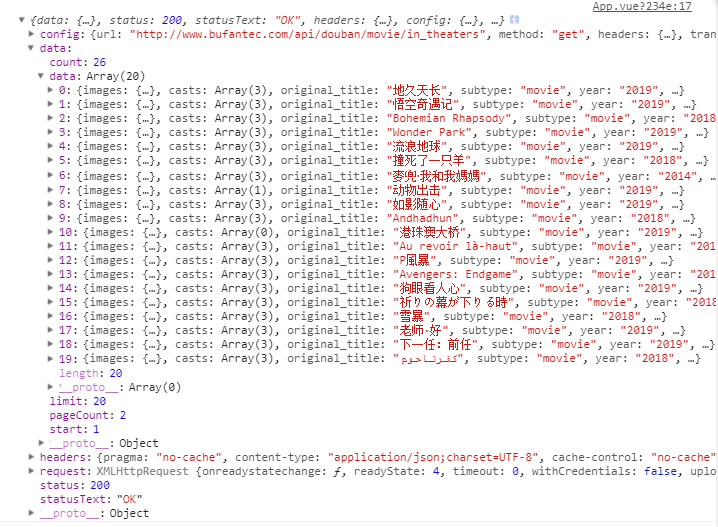 App.vue?234e:17
{data: {…}, status: 200, statusText: "OK", headers: {…}, config: {…}, …}
config: {url: "http://www.bufantec.com/api/douban/movie/in_theaters", method: "get", headers: {…}, tran
data:
count: 26
data: Array(20)
0: {images: {…}, casts: Array(3), original_title: "地久天长", subtype: "movie", year: "2019", …}
1: {images: {…}, casts: Array(3), original_title: "悟空奇遇记", subtype: "movie", year: "2019", …}
2: {images: {…}, casts: Array(3), original_title: "Bohemian Rhapsody", subtype: "movie", year: "2018
3: {images: {…}, casts: Array(3), original_title: "Wonder Park", subtype: "movie", year: "2019", …}
4: {images: {…}, casts: Array(3), original_title: "流浪地球", subtype: "movie", year: "2019", …}
5: {images: {…}, casts: Array(3), original_title: "撞死了一只羊", subtype: "movie", year: "2018", …}
6: {images: {…}, casts: Array(3), original_title: "麥兜·我和我媽媽", subtype: "movie", year: "2014", …}
7: {images: {…}, casts: Array(1), original_title: "动物出击", subtype: "movie", year: "2019", …}
8: {images: {…}, casts: Array(3), original_title: "如影随心", subtype: "movie", year: "2019", …}
9: {images: {…}, casts: Array(3), original_title: "Andhadhun", subtype: "movie", year: "2018", …}
10: {images: {…}, casts: Array(0), original_title: "港珠澳大桥", subtype: "movie", year: "2019", …}
11: {images: {…}, casts: Array(3), original_title: "Au revoir là-haut", subtype: "movie", year: "201
12: {images: {…}, casts: Array(3), original_title: "P風暴", subtype: "movie", year: "2019", …}
13: {images: {…}, casts: Array(3), original_title: "Avengers: Endgame", subtype: "movie", year: "201
14: {images: {…}, casts: Array(3), original_title: "狗眼看人心", subtype: "movie", year: "2019", …}
15: {images: {…}, casts: Array(3), original_title: "祈りの幕が下りる時", subtype: "movie", year: "2018
16: {images: {…}, casts: Array(3), original_title: "雪暴", subtype: "movie", year: "2018", …}
17: {images: {…}, casts: Array(3), original_title: "老师·好", subtype: "movie", year: "2019", …}
18: {images: {…}, casts: Array(3), original_title: "下一任：前任", subtype: "movie", year: "2019", …}
19: {images: {…}, casts: Array(3), original_title: "كفرناحوم", subtype: "movie", year: "2018", …}
length: 20
__proto__: Array(0)
limit: 20
pageCount: 2
start: 1
__proto__: Object
headers: {pragma: "no-cache", content-type: "application/json;charset=UTF-8", cache-control: "no-cache"
request: XMLHttpRequest {onreadystatechange: ƒ, readyState: 4, timeout: 0, withCredentials: false, uplo
status: 200
statusText: "OK"
__proto__: Object